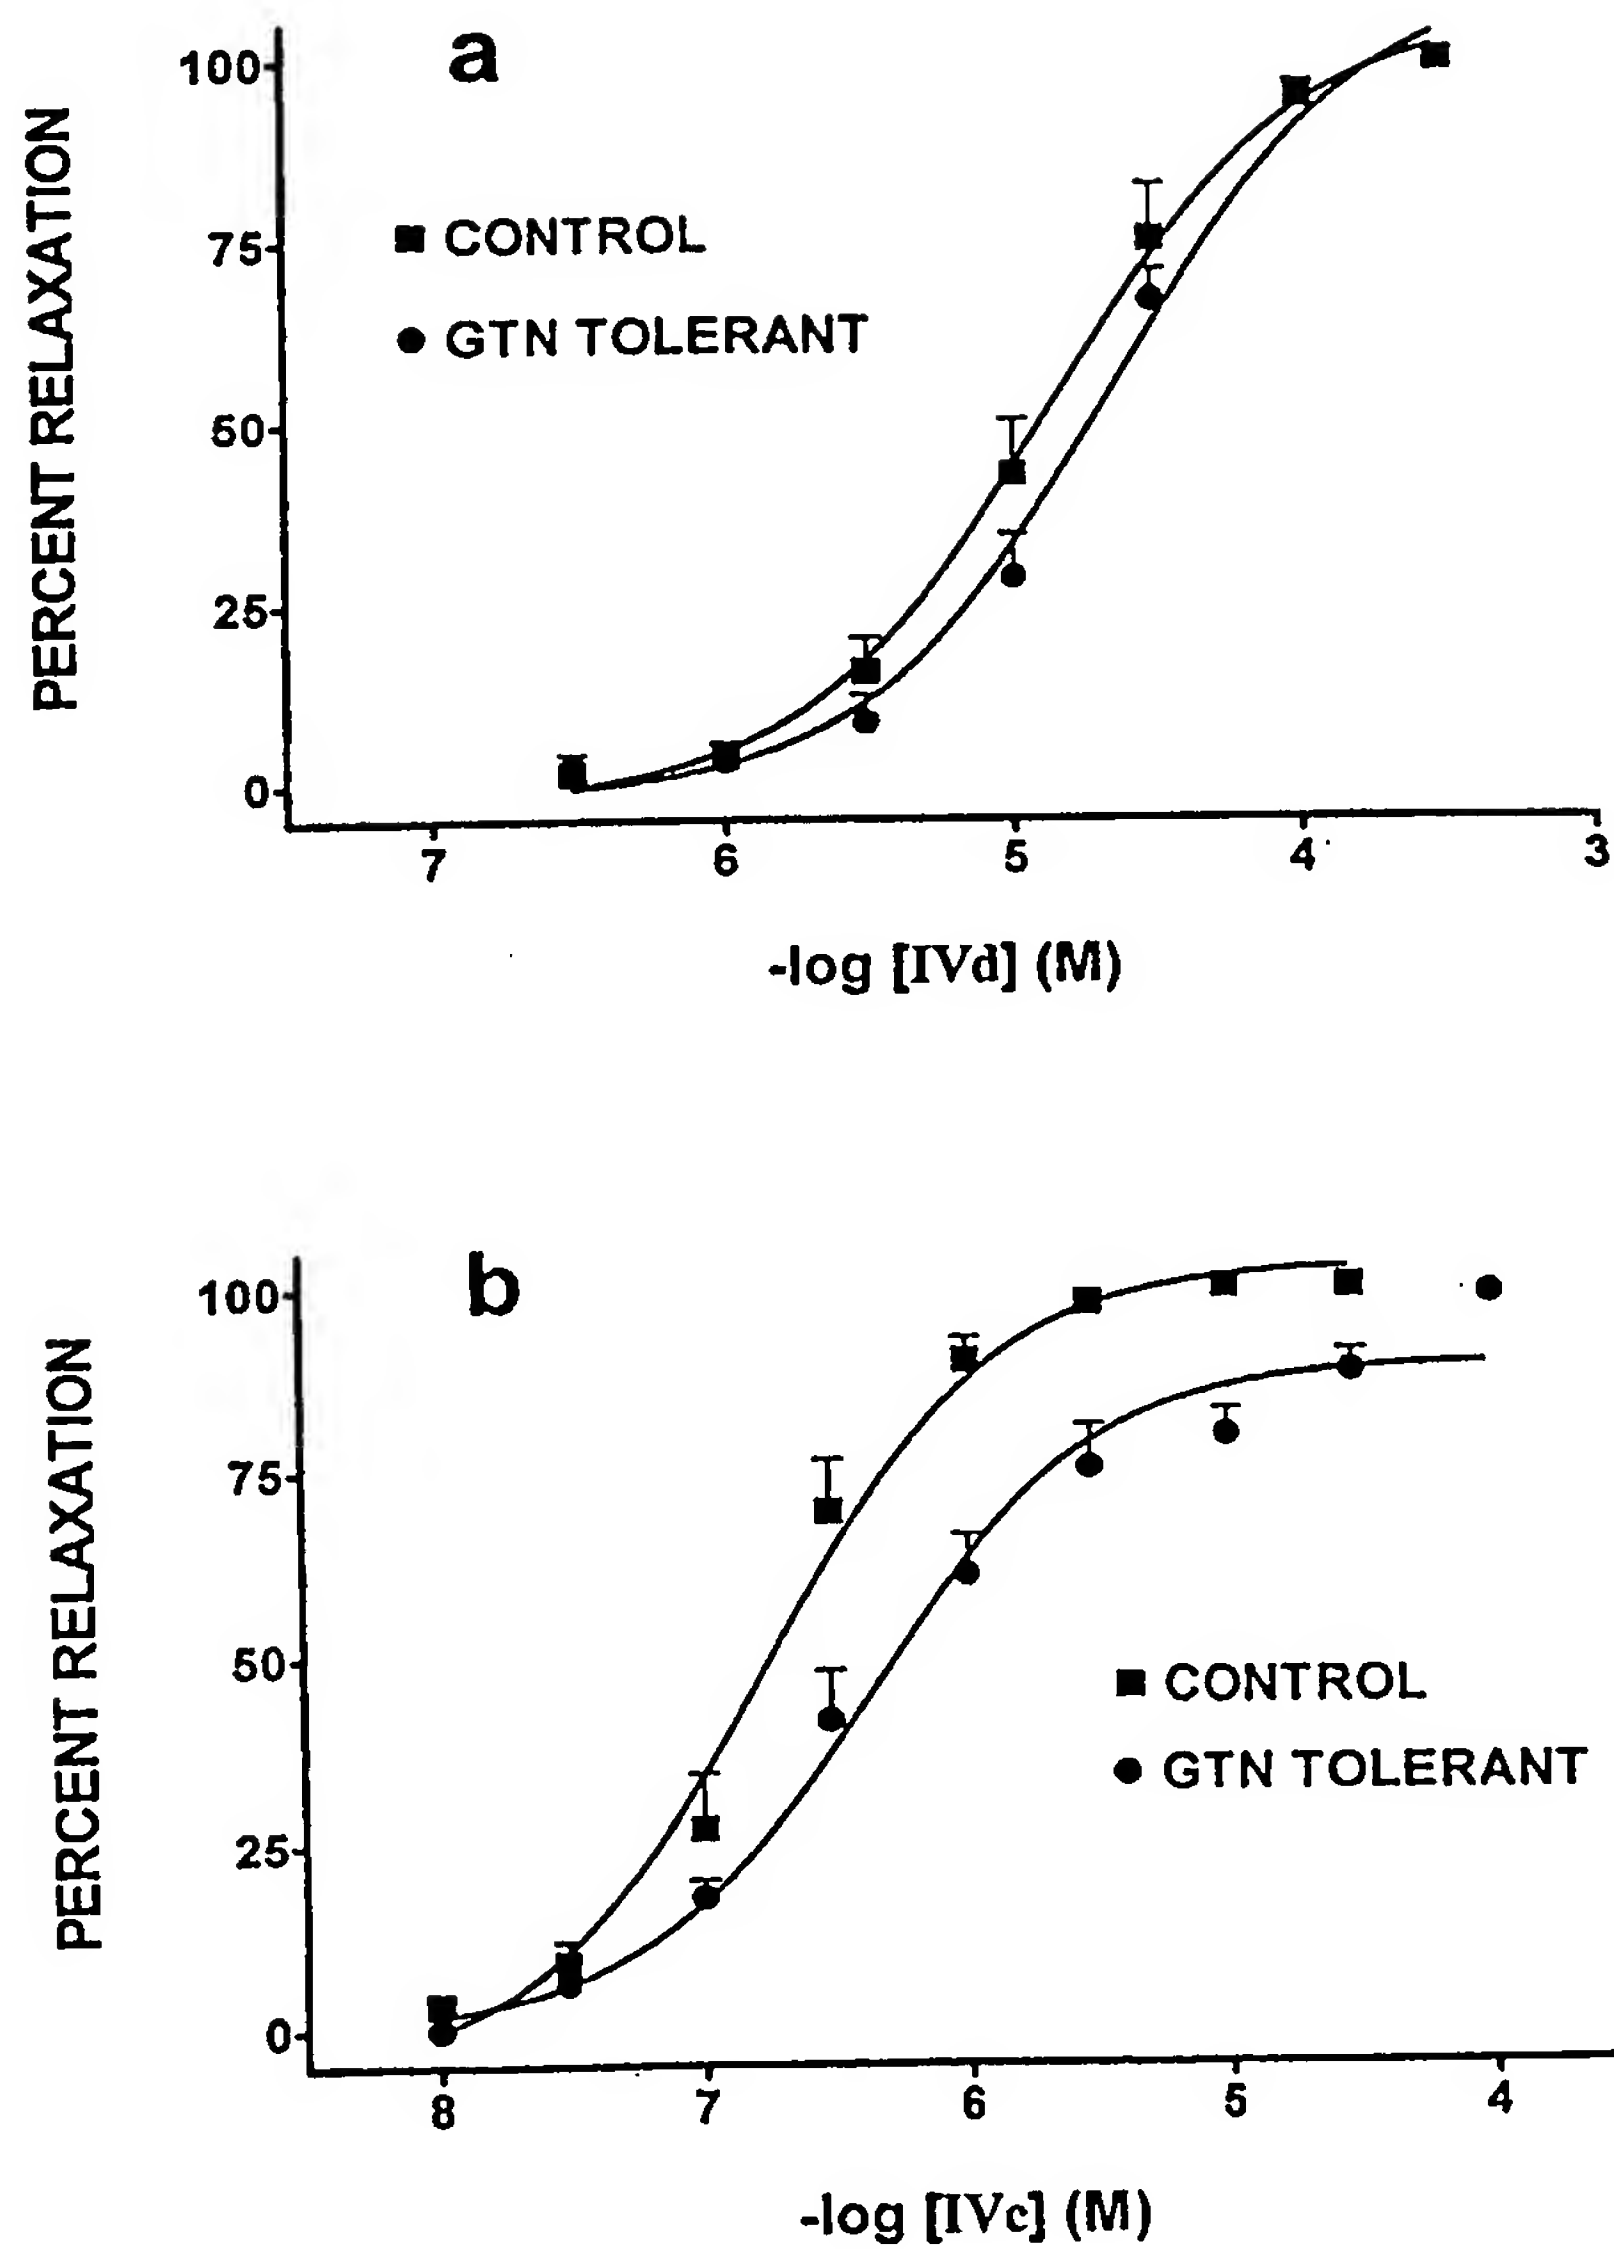 a
PERCENT RELAXATION
100
75
50
25
0
■ CONTROL
● GTN TOLERANT
7 6 5 4 3
-log [IVd] (M)
b
PERCENT RELAXATION
100
75
50
25
0
■ CONTROL
● GTN TOLERANT
8 7 6 5 4
-log [IVc] (M)